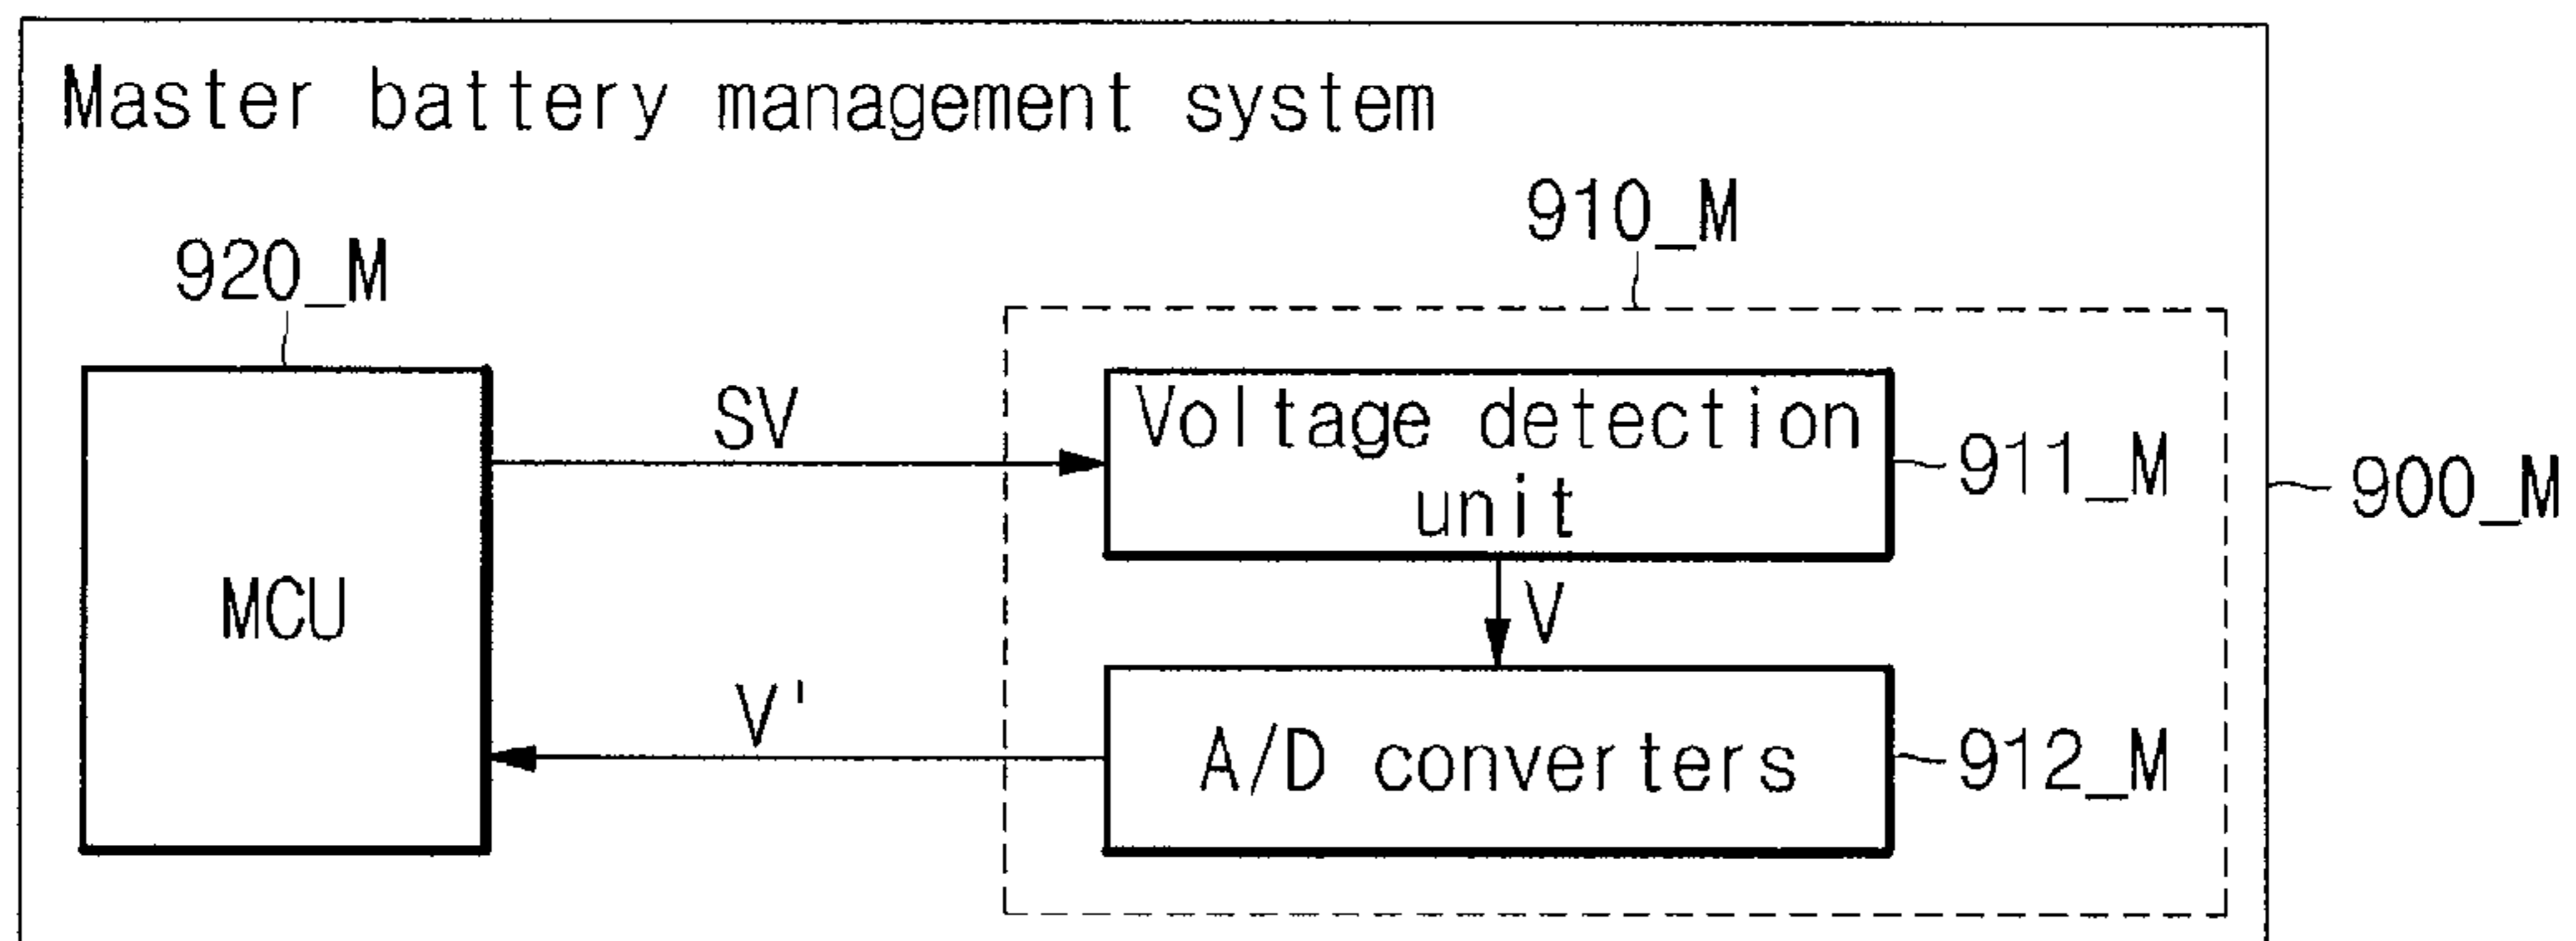 Master battery management system
910_M
920_M
SV
Voltage detection
unit
911_M
900_M
MCU
V
V'
A/D converters
912_M